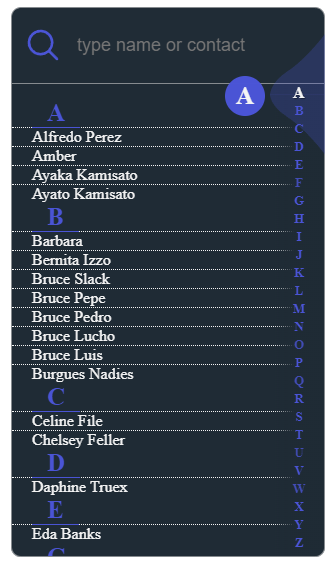 type name or contact
A
A
Alfredo Perez
Amber
Ayaka Kamisato
Ayato Kamisato
B
Barbara
Bernita Izzo
Bruce Slack
Bruce Pepe
Bruce Pedro
Bruce Lucho
Bruce Luis
Burgues Nadies
C
Celine File
Chelsey Feller
D
Daphine Truex
E
Eda Banks
G
A
B
C
D
E
F
G
H
I
J
K
L
M
N
O
P
Q
R
S
T
U
V
W
X
Y
Z